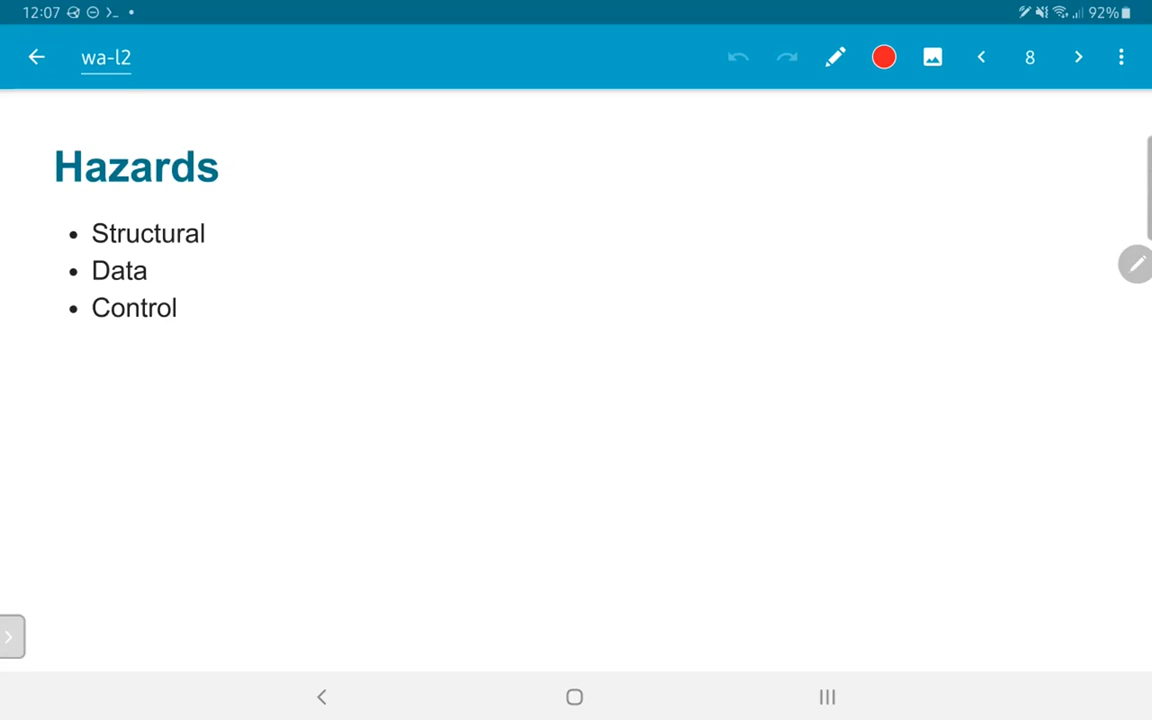 12:07 92%
wa-l2 8
Hazards
• Structural
• Data
• Control